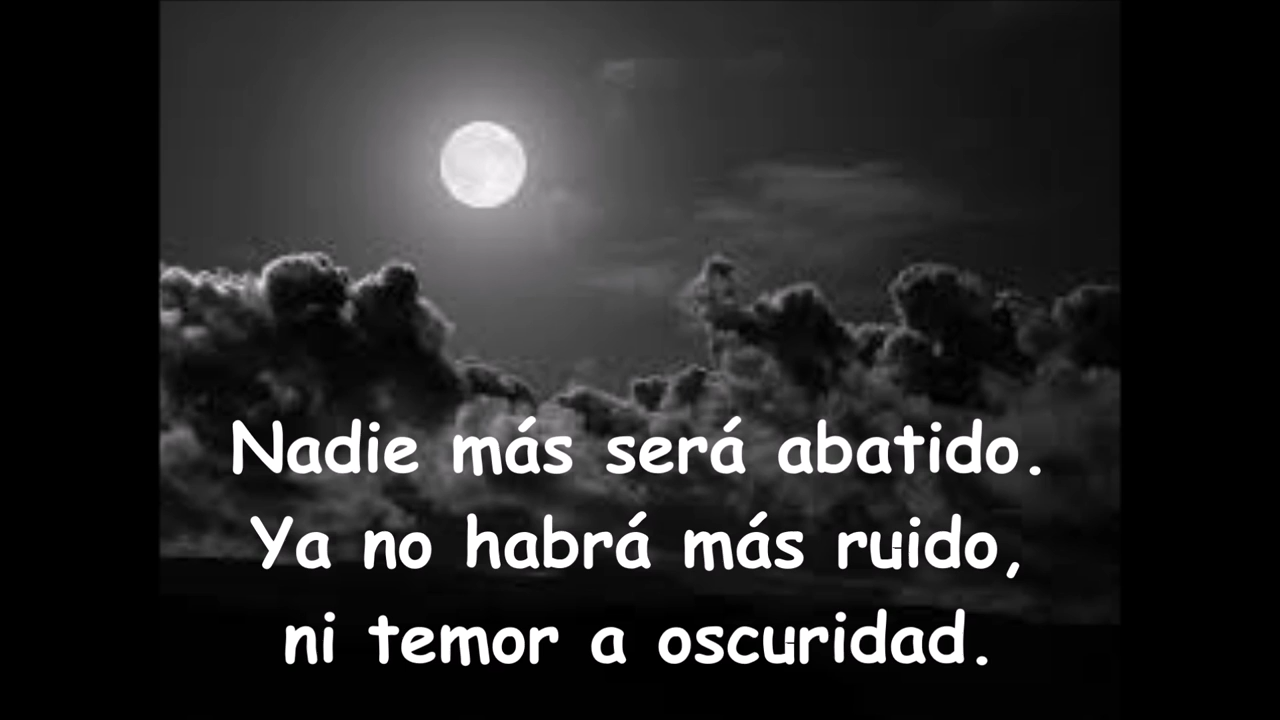 Nadie más será abatido.
Ya no habrá más ruido,
ni temor a oscuridad.